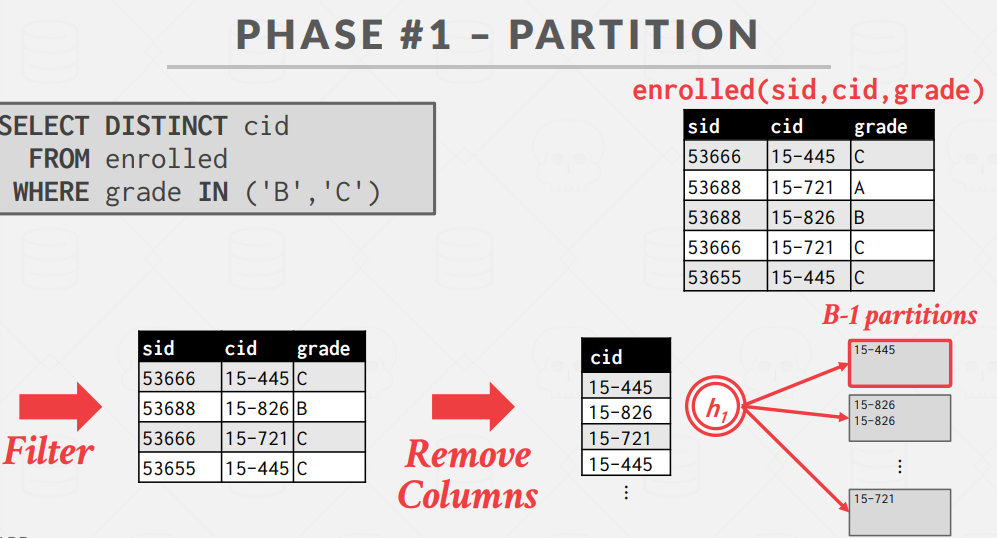 PHASE #1 – PARTITION
SELECT DISTINCT cid
FROM enrolled
WHERE grade IN ('B','C')
enrolled(sid,cid,grade)
sid cid grade
53666 15-445 C
53688 15-721 A
53688 15-826 B
53666 15-721 C
53655 15-445 C
Filter
sid cid grade
53666 15-445 C
53688 15-826 B
53666 15-721 C
53655 15-445 C
Remove
Columns
cid
15-445
15-826
15-721
15-445
⋮
h₁
B-1 partitions
15-445
15-826
15-826
⋮
15-721